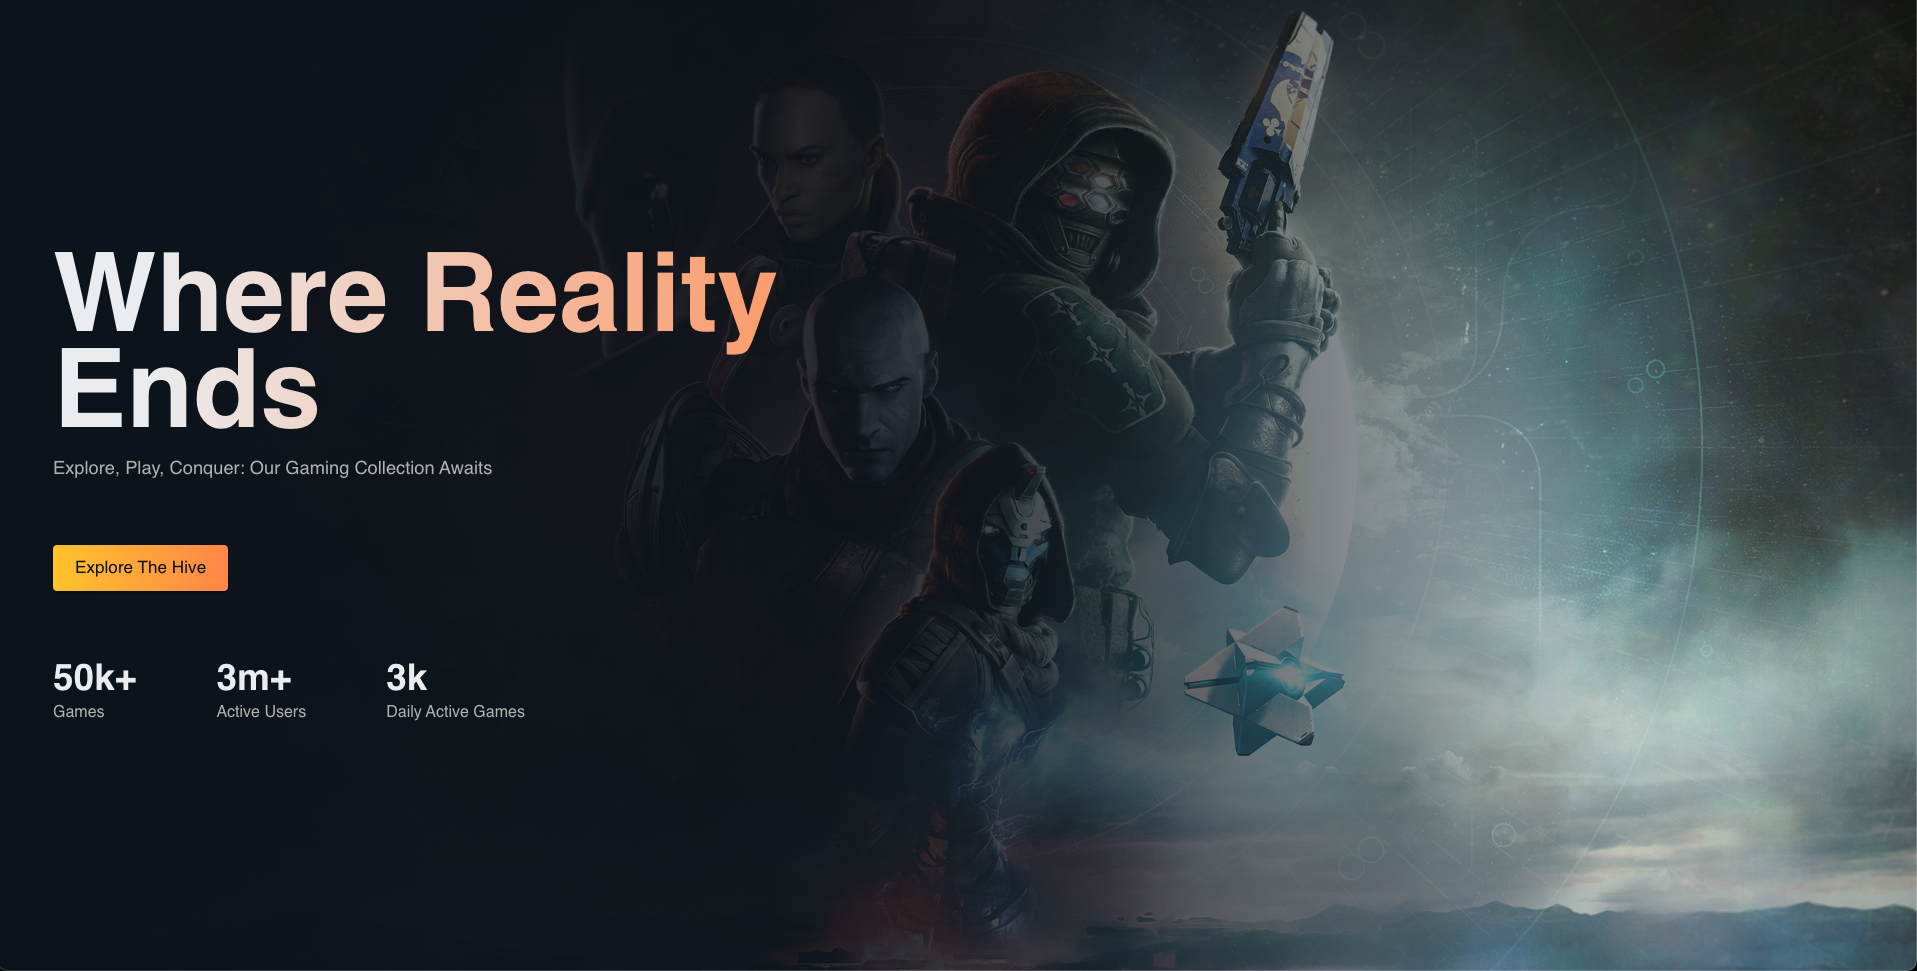 Where Reality
Ends
Explore, Play, Conquer: Our Gaming Collection Awaits
Explore The Hive
50k+
Games
3m+
Active Users
3k
Daily Active Games